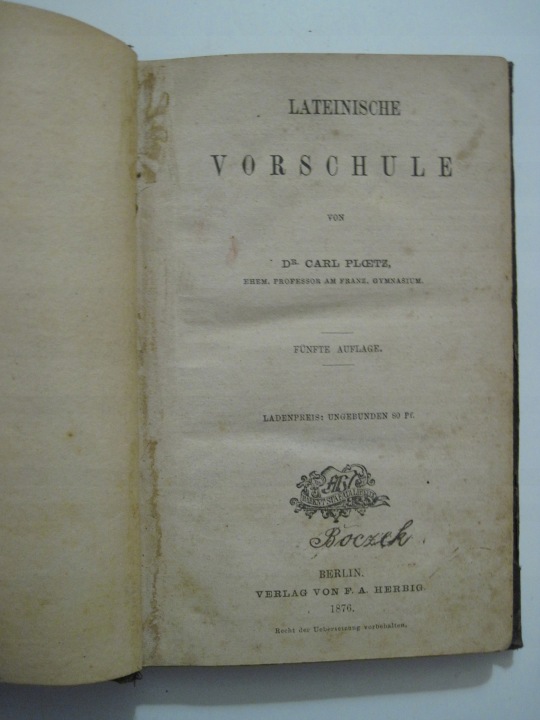 LATEINISCHE
VORSCHULE
VON
DR. CARL PLŒTZ,
EHEM. PROFESSOR AM FRANZ. GYMNASIUM.
FÜNFTE AUFLAGE.
LADENPREIS: UNGEBUNDEN 80 Pf.
Boczek
BERLIN.
VERLAG VON F. A. HERBIG.
1876.
Recht der Uebersetzung vorbehalten.